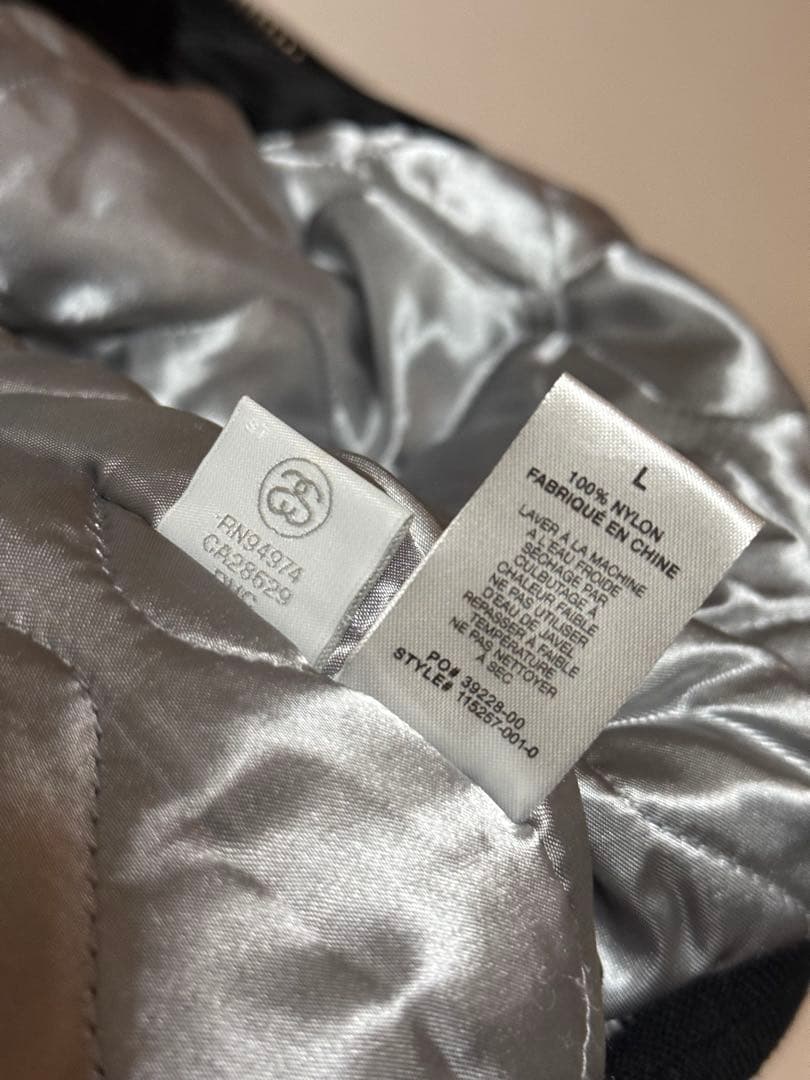 ST
RN94974
CA28629
L
100% NYLON
FABRIQUÉ EN CHINE
LAVER À LA MACHINE
À L'EAU FROIDE
SÉCHAGE PAR
CULBUTAGE À
CHALEUR FAIBLE
NE PAS UTILISER
D'EAU DE JAVEL
REPASSER À FAIBLE
TEMPÉRATURE
NE PAS NETTOYER
À SEC
PO# 39228-00
STYLE# 115257-001-0